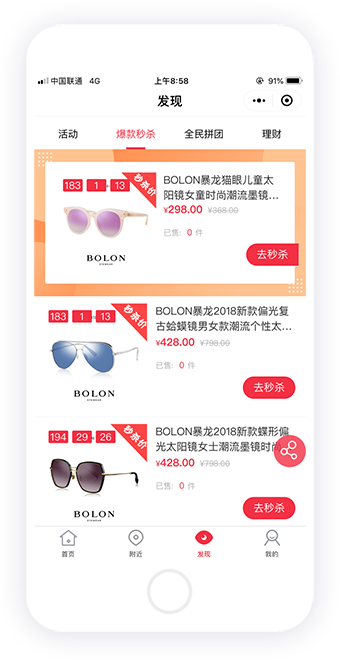 中国联通 4G 上午8:58 91%
发现
活动 爆款秒杀 全民拼团 理财
183 1 13
秒杀价
BOLON暴龙猫眼儿童太
阳镜女童时尚潮流墨镜...
¥298.00 ¥368.00
已售: 0 件
去秒杀
BOLON
EYEWEAR
183 1 13
秒杀价
BOLON暴龙2018新款偏光复
古蛤蟆镜男女款潮流个性太...
¥428.00 ¥798.00
已售: 0 件
去秒杀
BOLON
EYEWEAR
194 29 26
秒杀价
BOLON暴龙2018新款蝶形偏
光太阳镜女士潮流墨镜时尚
¥428.00 ¥798.00
已售: 0 件
去秒杀
BOLON
EYEWEAR
首页 附近 发现 我的